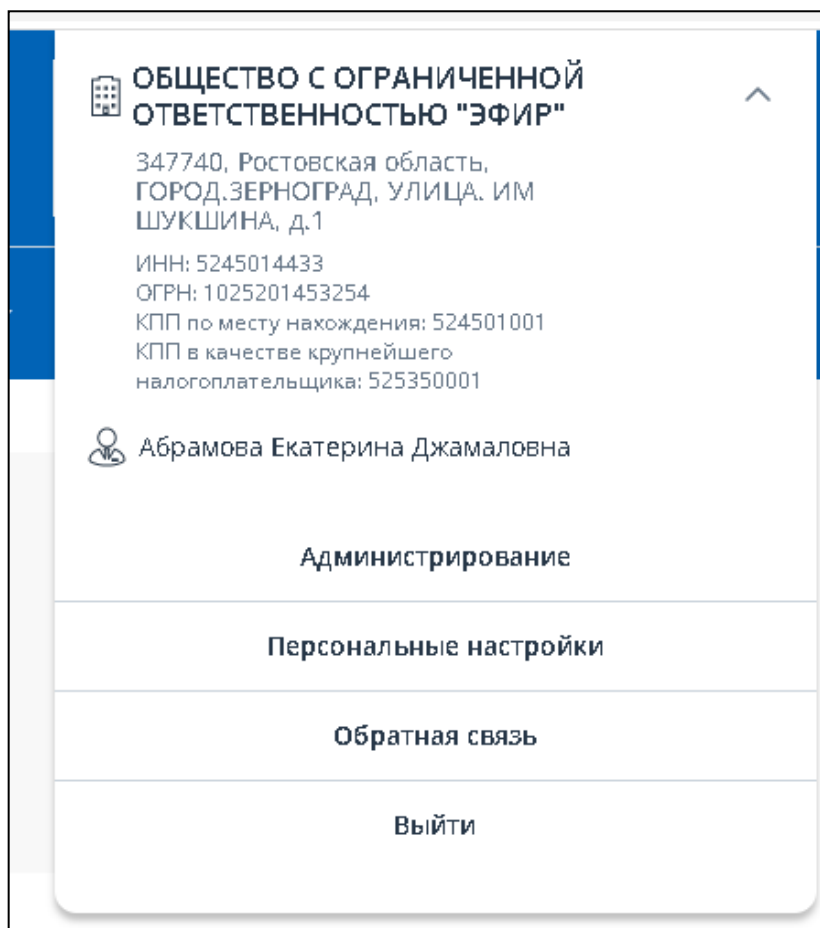 ОБЩЕСТВО С ОГРАНИЧЕННОЙ
ОТВЕТСТВЕННОСТЬЮ "ЭФИР"
347740, Ростовская область,
ГОРОД.ЗЕРНОГРАД, УЛИЦА. ИМ
ШУКШИНА, д.1
ИНН: 5245014433
ОГРН: 1025201453254
КПП по месту нахождения: 524501001
КПП в качестве крупнейшего
налогоплательщика: 525350001
Абрамова Екатерина Джамаловна
Администрирование
Персональные настройки
Обратная связь
Выйти